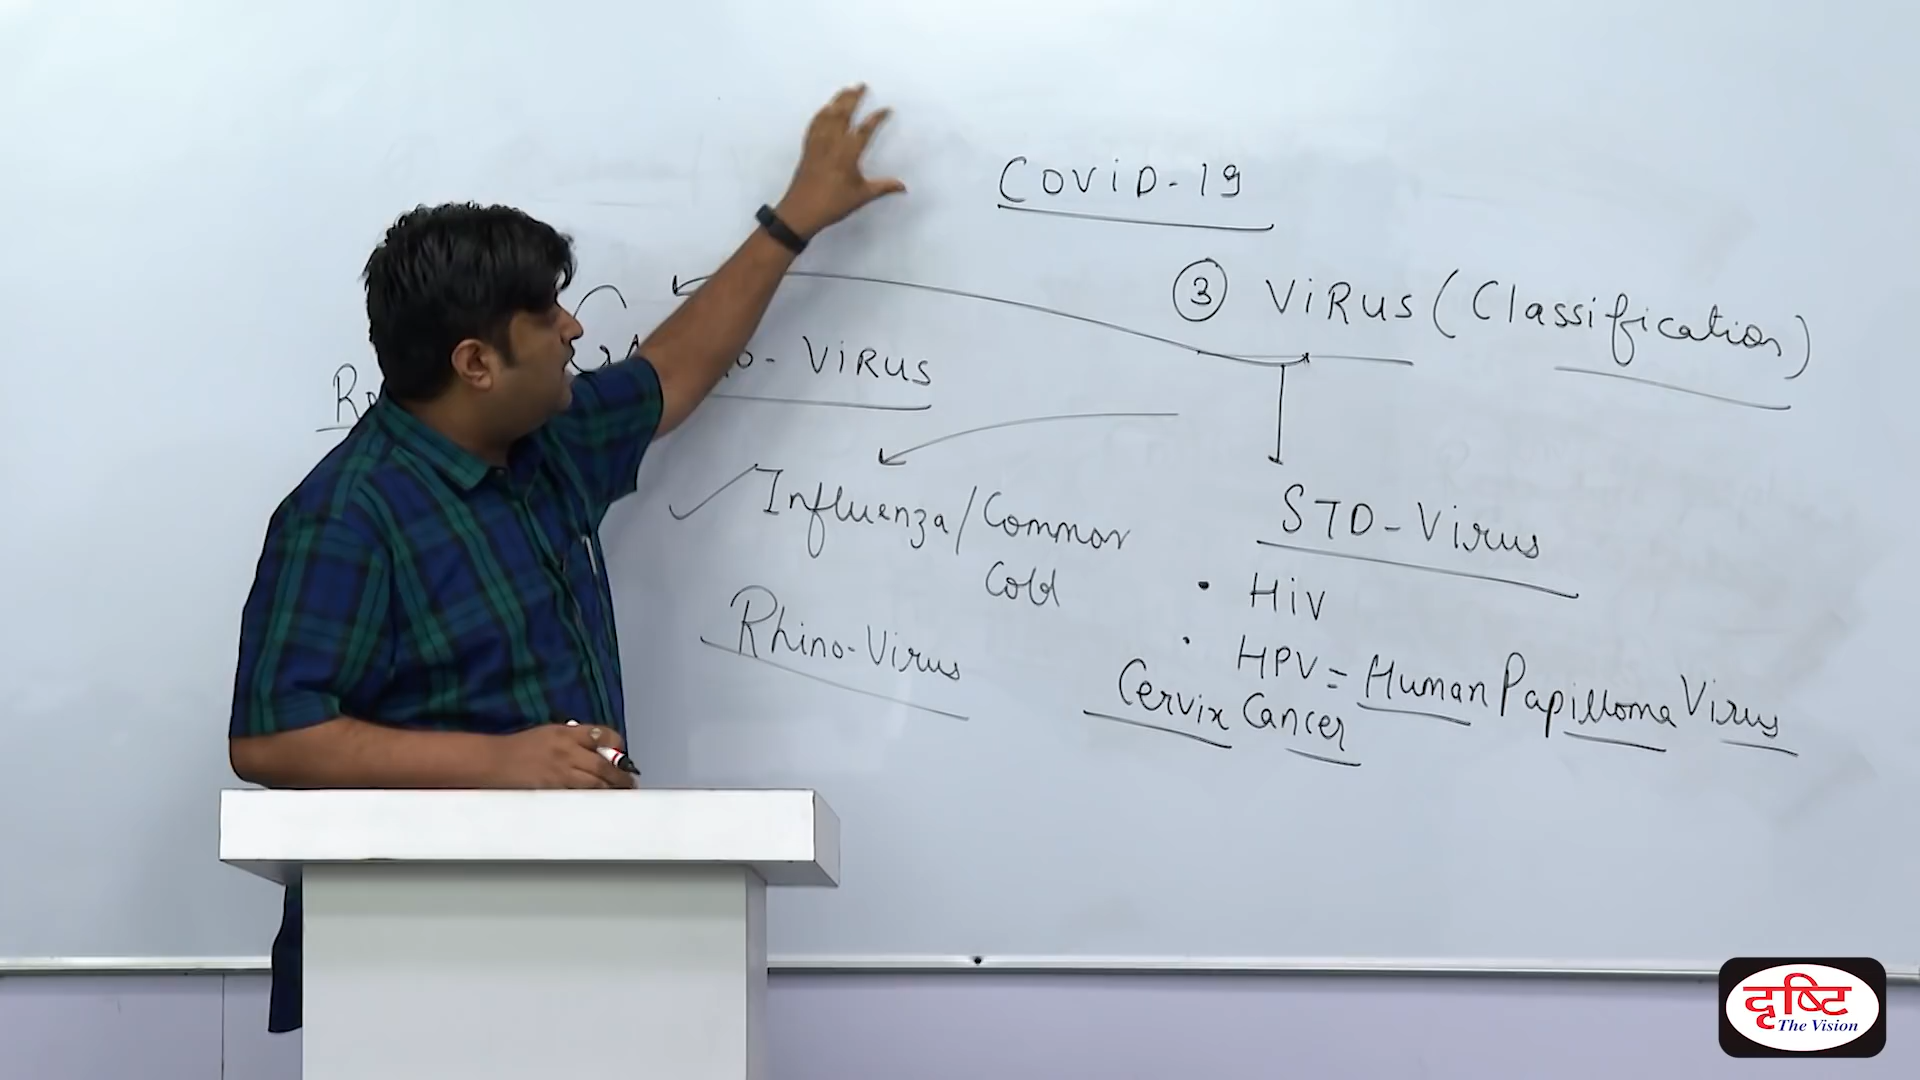 COViD-19
③ ViRus (Classification)
ViRus
Influenza/Common
Cold
Rhino-Virus
STD-Virus
• HiV
• HPV = Human Papilloma Virus
Cervix Cancer
दृष्टि
The Vision